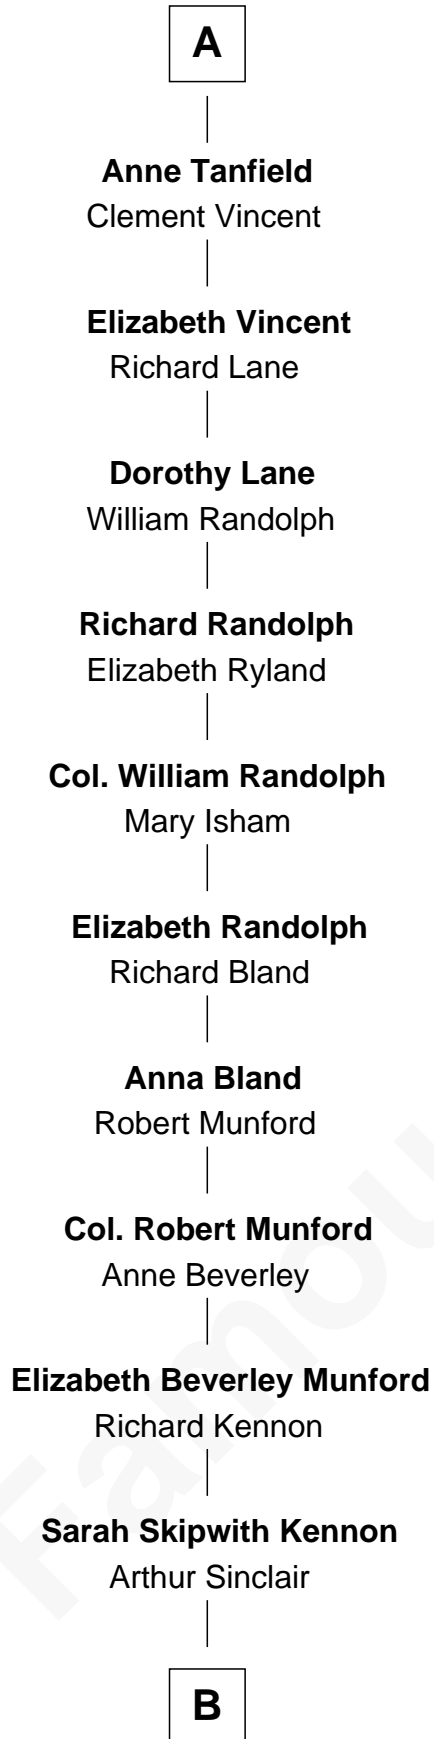 A
Anne Tanfield
Clement Vincent
Elizabeth Vincent
Richard Lane
Dorothy Lane
William Randolph
Richard Randolph
Elizabeth Ryland
Col. William Randolph
Mary Isham
Elizabeth Randolph
Richard Bland
Anna Bland
Robert Munford
Col. Robert Munford
Anne Beverley
Elizabeth Beverley Munford
Richard Kennon
Sarah Skipwith Kennon
Arthur Sinclair
B
Famou